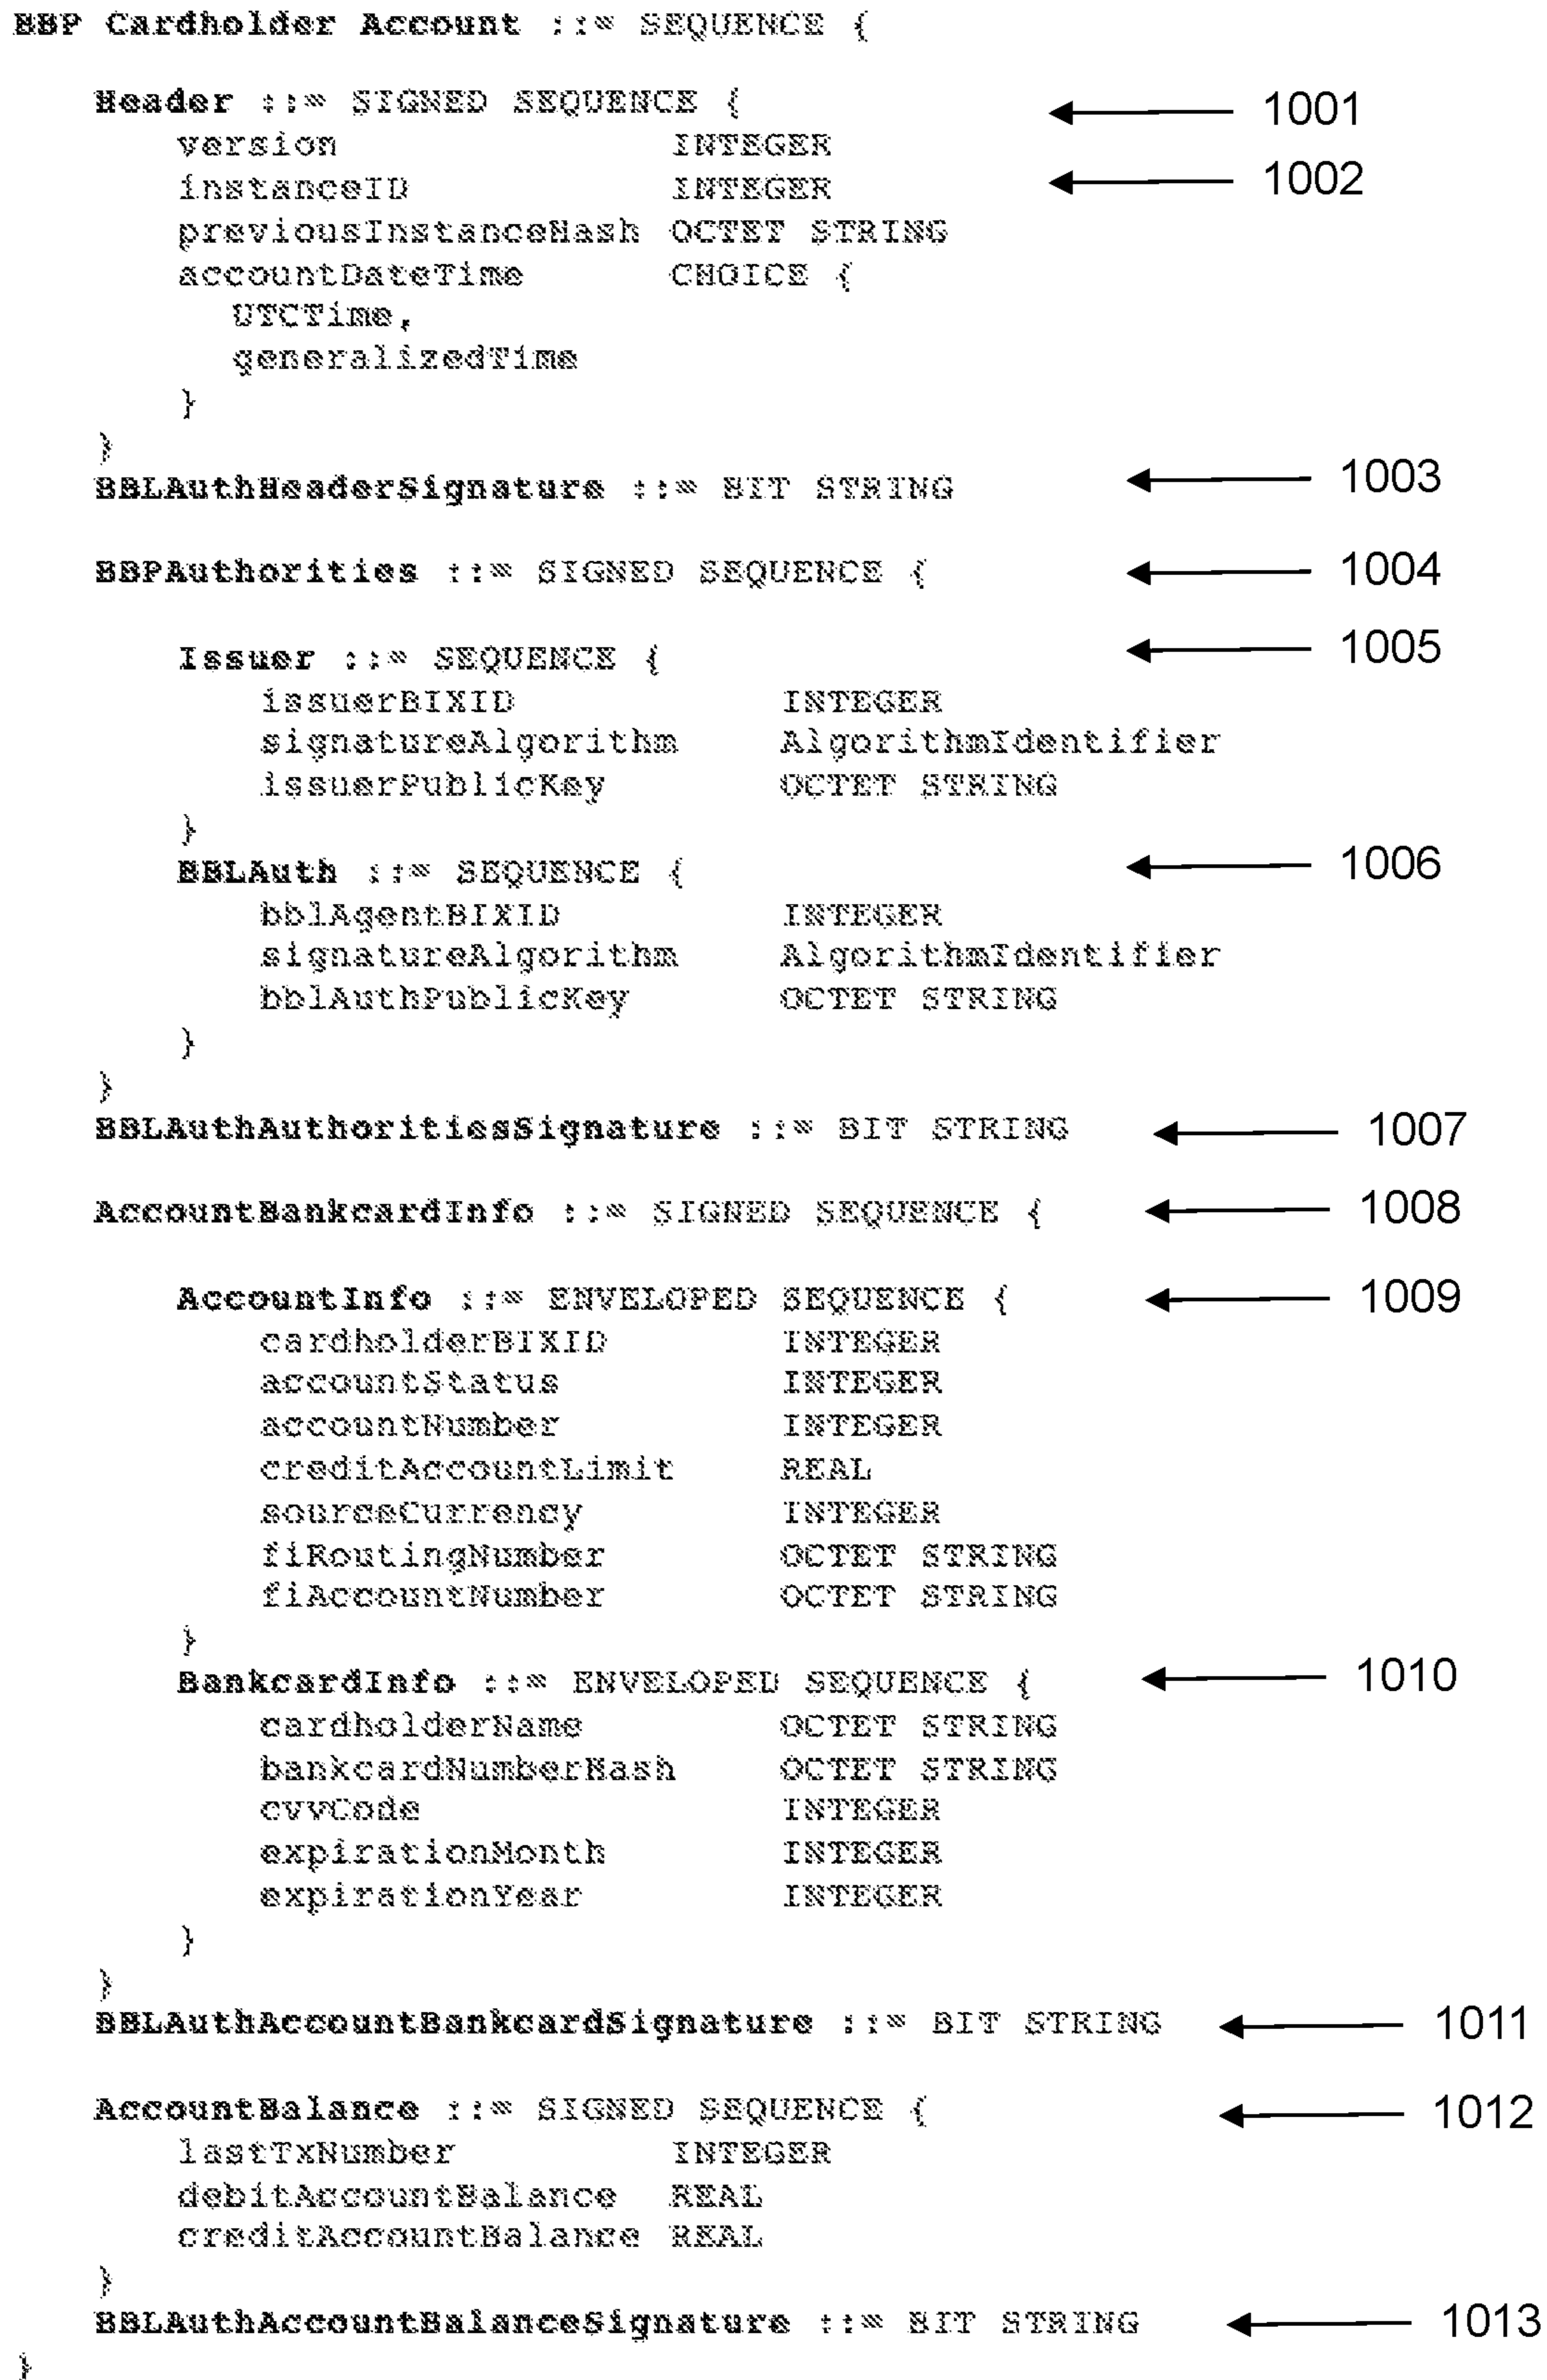 BBP Cardholder Account ::= SEQUENCE {
Header ::= SIGNED SEQUENCE { 1001
version INTEGER
instanceID INTEGER 1002
previousInstanceHash OCTET STRING
accountDateTime CHOICE {
UTCTime,
generalizedTime
}
}
BBLAuthHeaderSignature ::= BIT STRING 1003
BBPAuthorities ::= SIGNED SEQUENCE { 1004
Issuer ::= SEQUENCE { 1005
issuerBIXID INTEGER
signatureAlgorithm AlgorithmIdentifier
issuerPublicKey OCTET STRING
}
BBLAuth ::= SEQUENCE { 1006
bblAgentBIXID INTEGER
signatureAlgorithm AlgorithmIdentifier
bblAuthPublicKey OCTET STRING
}
}
BBLAuthAuthoritiesSignature ::= BIT STRING 1007
AccountBankcardInfo ::= SIGNED SEQUENCE { 1008
AccountInfo ::= ENVELOPED SEQUENCE { 1009
cardholderBIXID INTEGER
accountStatus INTEGER
accountNumber INTEGER
creditAccountLimit REAL
sourceCurrency INTEGER
fiRoutingNumber OCTET STRING
fiAccountNumber OCTET STRING
}
BankcardInfo ::= ENVELOPED SEQUENCE { 1010
cardholderName OCTET STRING
bankcardNumberHash OCTET STRING
cvvCode INTEGER
expirationMonth INTEGER
expirationYear INTEGER
}
}
BBLAuthAccountBankcardSignature ::= BIT STRING 1011
AccountBalance ::= SIGNED SEQUENCE { 1012
lastTxNumber INTEGER
debitAccountBalance REAL
creditAccountBalance REAL
}
BBLAuthAccountBalanceSignature ::= BIT STRING 1013
}